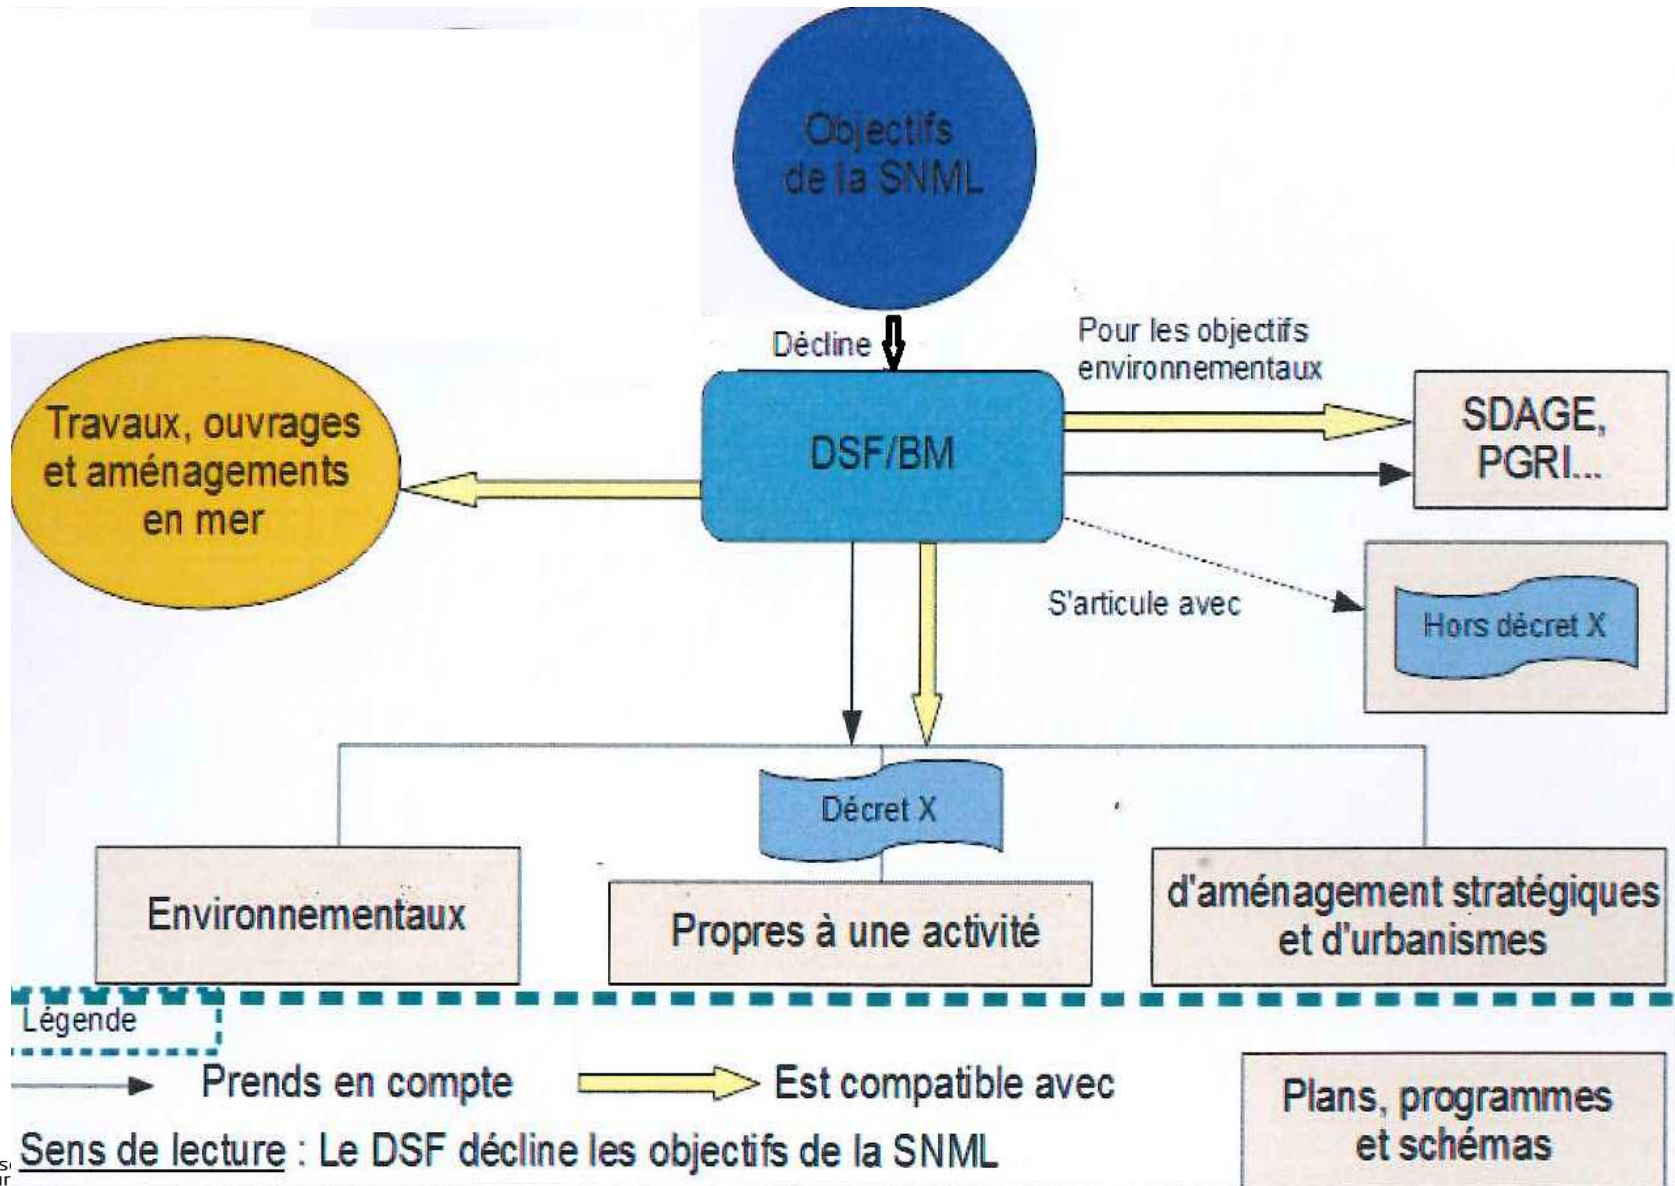 Objectifs
de la SNML
Décline
Pour les objectifs
environnementaux
Travaux, ouvrages
et aménagements
en mer
DSF/BM
SDAGE,
PGRI...
S'articule avec
Hors décret X
Décret X
Environnementaux
Propres à une activité
d'aménagement stratégiques
et d'urbanismes
Légende
Prends en compte
Est compatible avec
Plans, programmes
et schémas
Sens de lecture : Le DSF décline les objectifs de la SNML